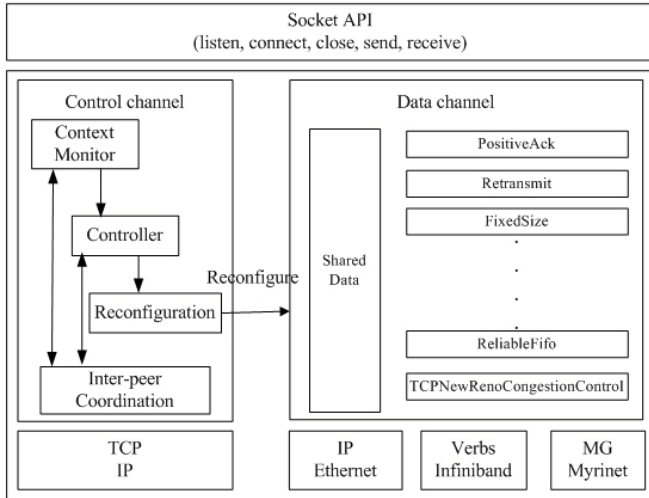 Socket API
(listen, connect, close, send, receive)
Control channel
Context
Monitor
Controller
Reconfiguration
Inter-peer
Coordination
Reconfigure
Data channel
Shared
Data
PositiveAck
Retransmit
FixedSize
ReliableFifo
TCPNewRenoCongestionControl
TCP
IP
IP
Ethernet
Verbs
Infiniband
MG
Myrinet